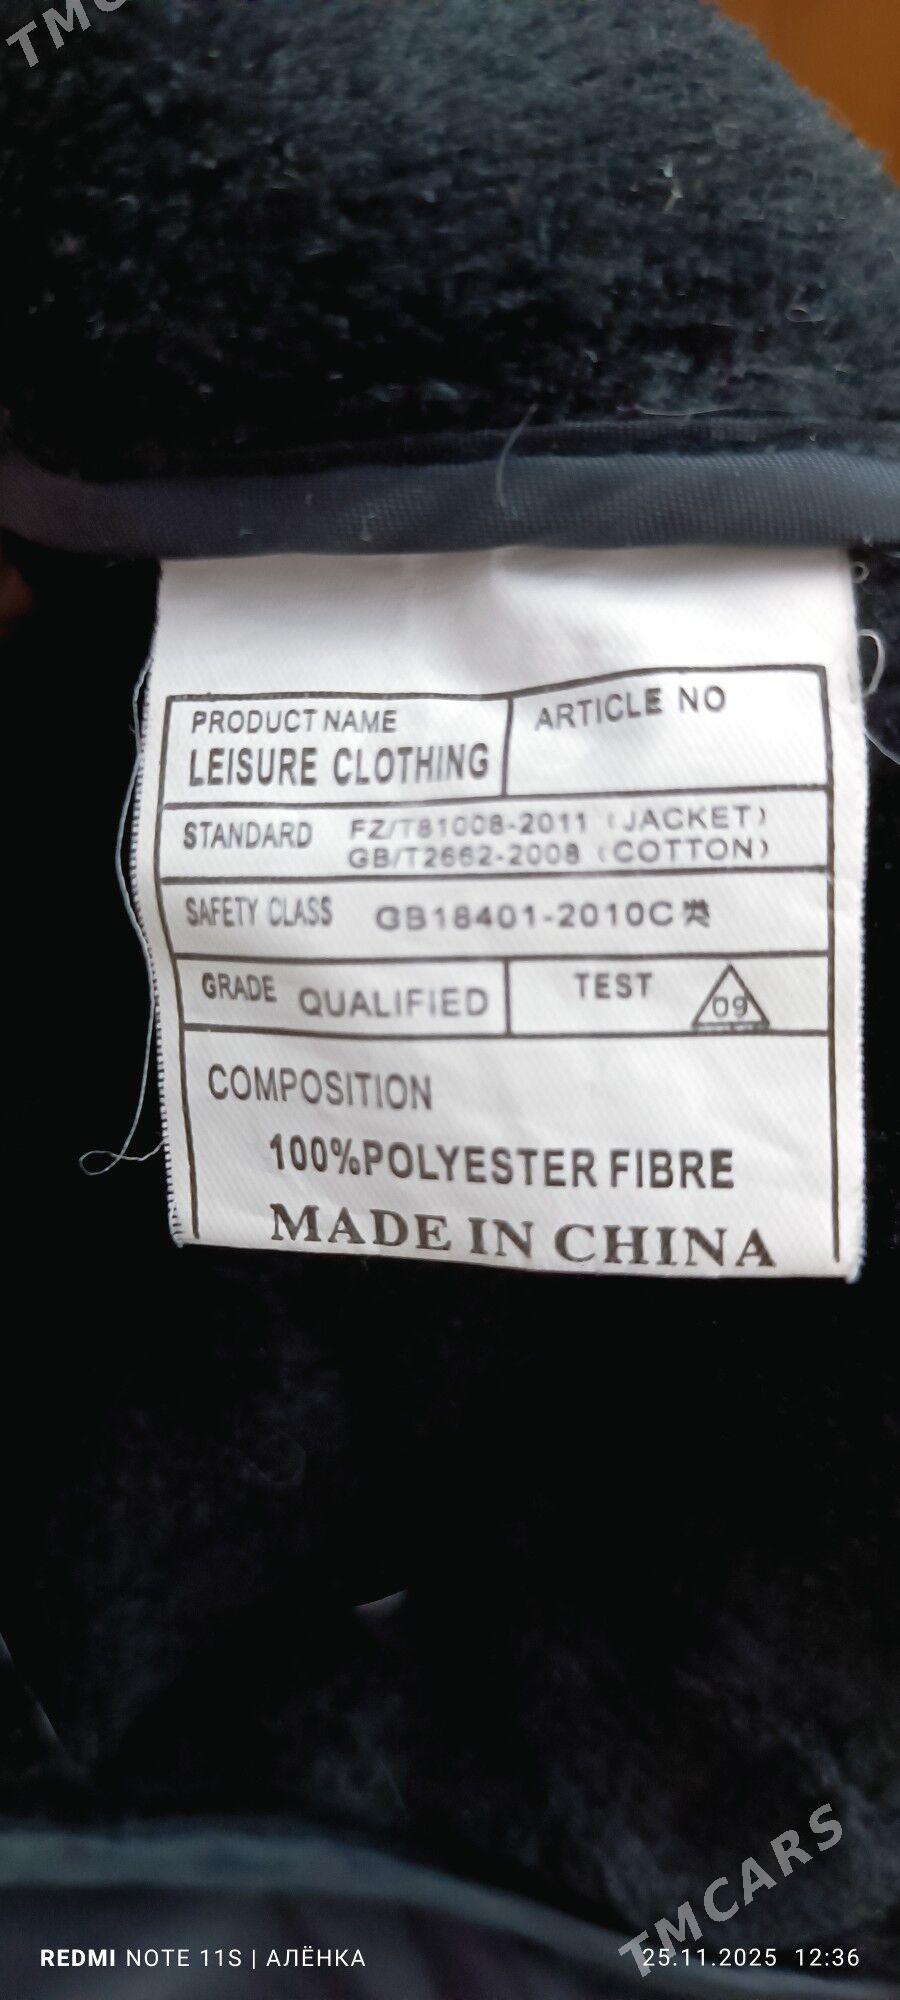 TMC
PRODUCT NAME
LEISURE CLOTHING
ARTICLE NO
STANDARD
FZ/T81008-2011 (JACKET)
GB/T2662-2008 (COTTON)
SAFETY CLASS GB18401-2010C类
GRADE QUALIFIED
TEST 09
COMPOSITION
100%POLYESTER FIBRE
MADE IN CHINA
TMCARS
REDMI NOTE 11S | АЛЁНКА
25.11.2025 12:36